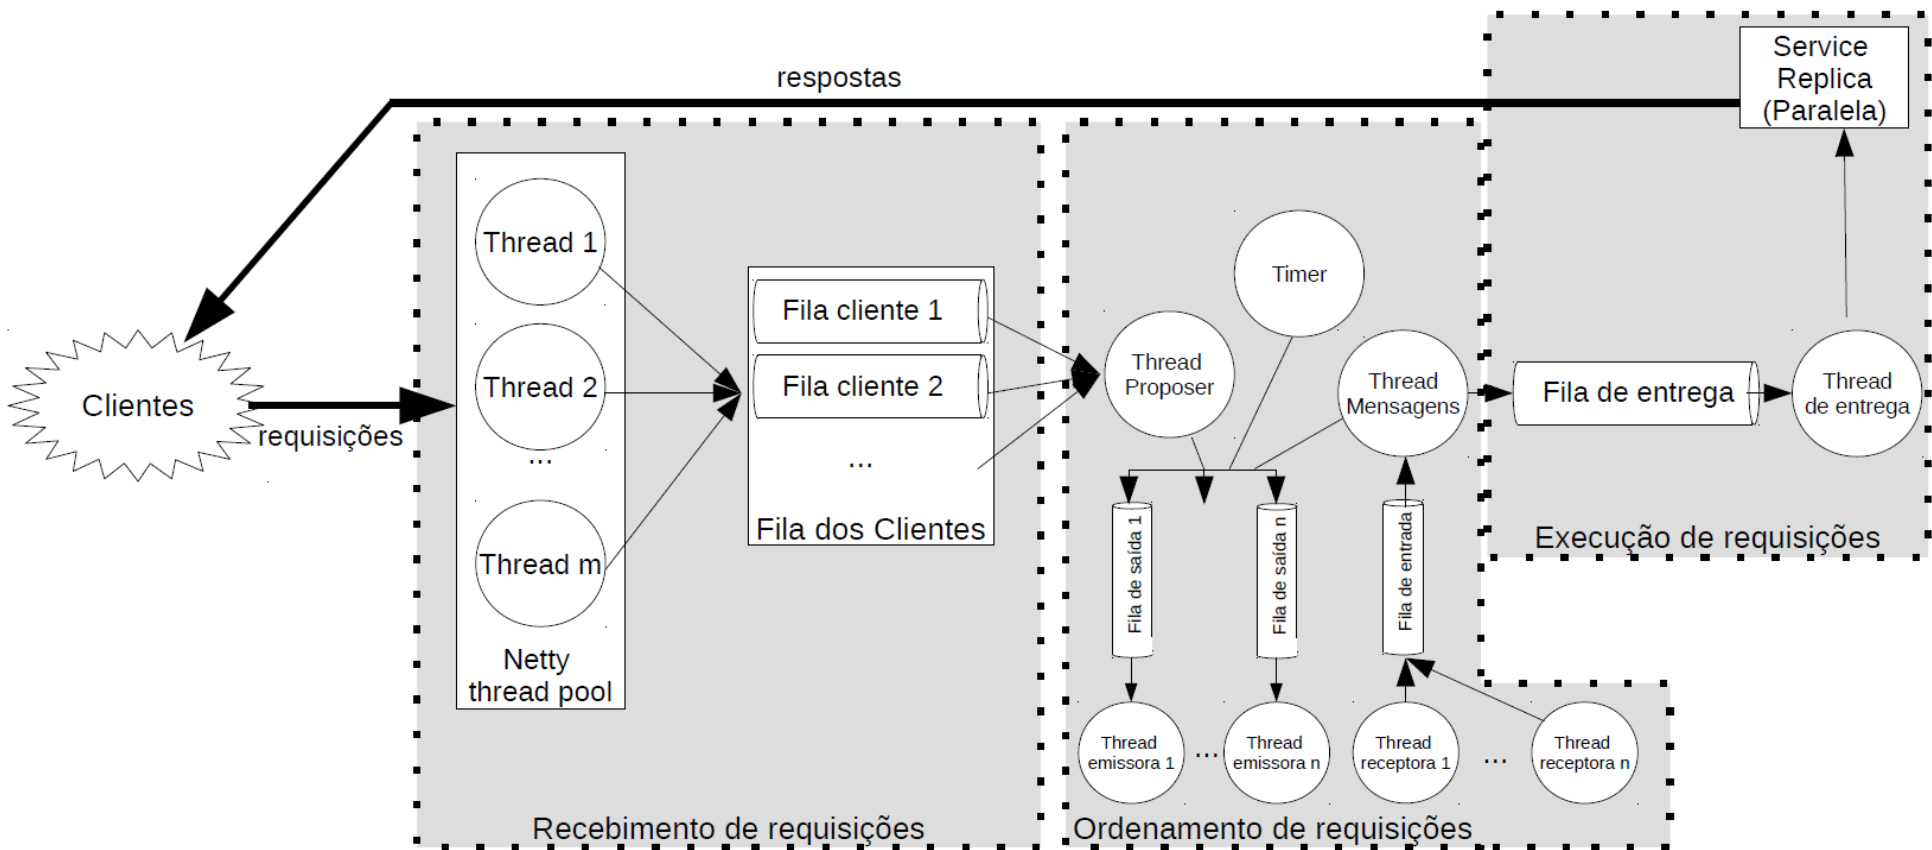 respostas
Clientes
requisições
Thread 1
Thread 2
...
Thread m
Netty
thread pool
Fila cliente 1
Fila cliente 2
...
Fila dos Clientes
Recebimento de requisições
Timer
Thread
Proposer
Thread
Mensagens
Fila de saída 1
Fila de saída n
Fila de entrada
Thread
emissora 1
...
Thread
emissora n
Thread
receptora 1
...
Thread
receptora n
Ordenamento de requisições
Service
Replica
(Paralela)
Fila de entrega
Thread
de entrega
Execução de requisições